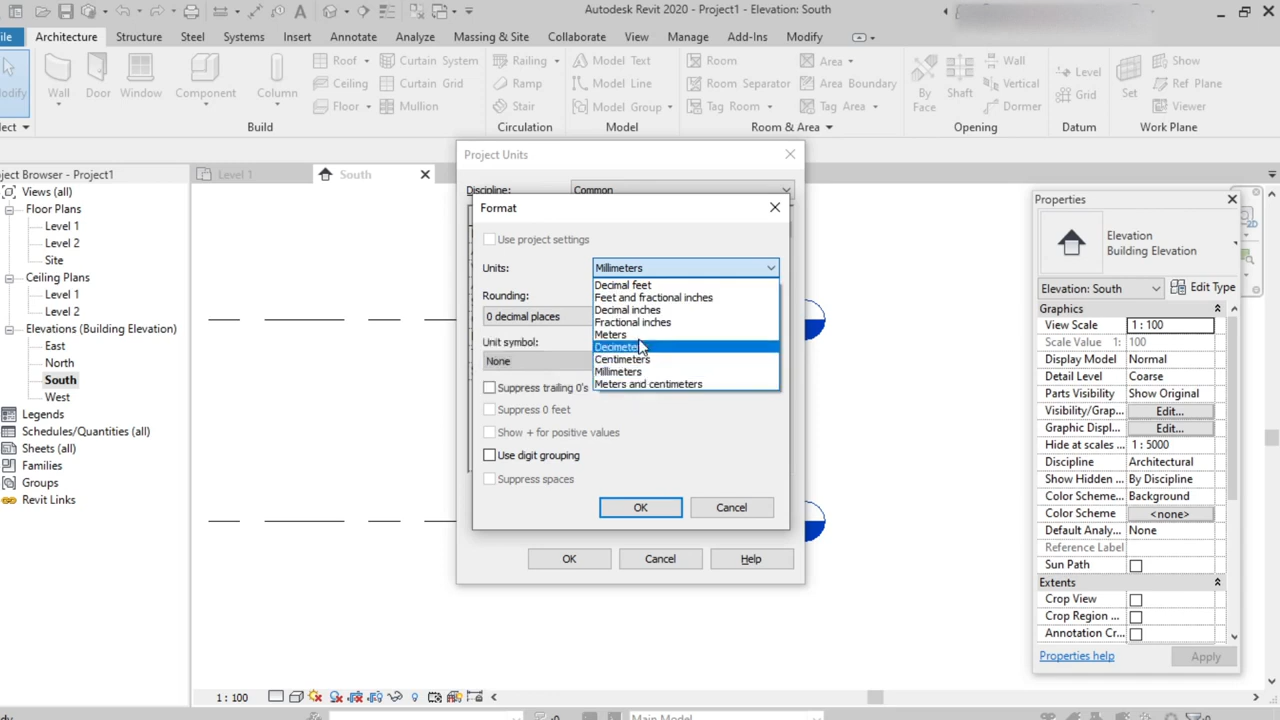 Autodesk Revit 2020 - Project1 - Elevation: South
ile
Architecture
Structure
Steel
Systems
Insert
Annotate
Analyze
Massing & Site
Collaborate
View
Manage
Add-Ins
Modify
odify
Wall
Door
Window
Component
Column
Roof
Ceiling
Floor
Curtain System
Curtain Grid
Mullion
Railing
Ramp
Stair
Model Text
Model Line
Model Group
Room
Room Separator
Tag Room
Area
Area Boundary
Tag Area
By
Face
Shaft
Wall
Vertical
Dormer
Level
Grid
Set
Show
Ref Plane
Viewer
lect
Build
Circulation
Model
Room & Area
Opening
Datum
Work Plane
ject Browser - Project1
Level 1
South
Views (all)
Floor Plans
Level 1
Level 2
Site
Ceiling Plans
Level 1
Level 2
Elevations (Building Elevation)
East
North
South
West
Legends
Schedules/Quantities (all)
Sheets (all)
Families
Groups
Revit Links
Project Units
Discipline:
Common
Format
Use project settings
Units:
Millimeters
Decimal feet
Feet and fractional inches
Decimal inches
Fractional inches
Meters
Decimete
Centimeters
Millimeters
Meters and centimeters
Rounding:
0 decimal places
Unit symbol:
None
Suppress trailing 0's
Suppress 0 feet
Show + for positive values
Use digit grouping
Suppress spaces
OK
Cancel
OK
Cancel
Help
Properties
Elevation
Building Elevation
Elevation: South
Edit Type
Graphics
View Scale 1 : 100
Scale Value 1: 100
Display Model Normal
Detail Level Coarse
Parts Visibility Show Original
Visibility/Grap... Edit...
Graphic Displ... Edit...
Hide at scales ... 1 : 5000
Discipline Architectural
Show Hidden ... By Discipline
Color Scheme... Background
Color Scheme <none>
Default Analy... None
Reference Label
Sun Path
Extents
Crop View
Crop Region ...
Annotation Cr...
Properties help
Apply
2D
1 : 100
Main Model